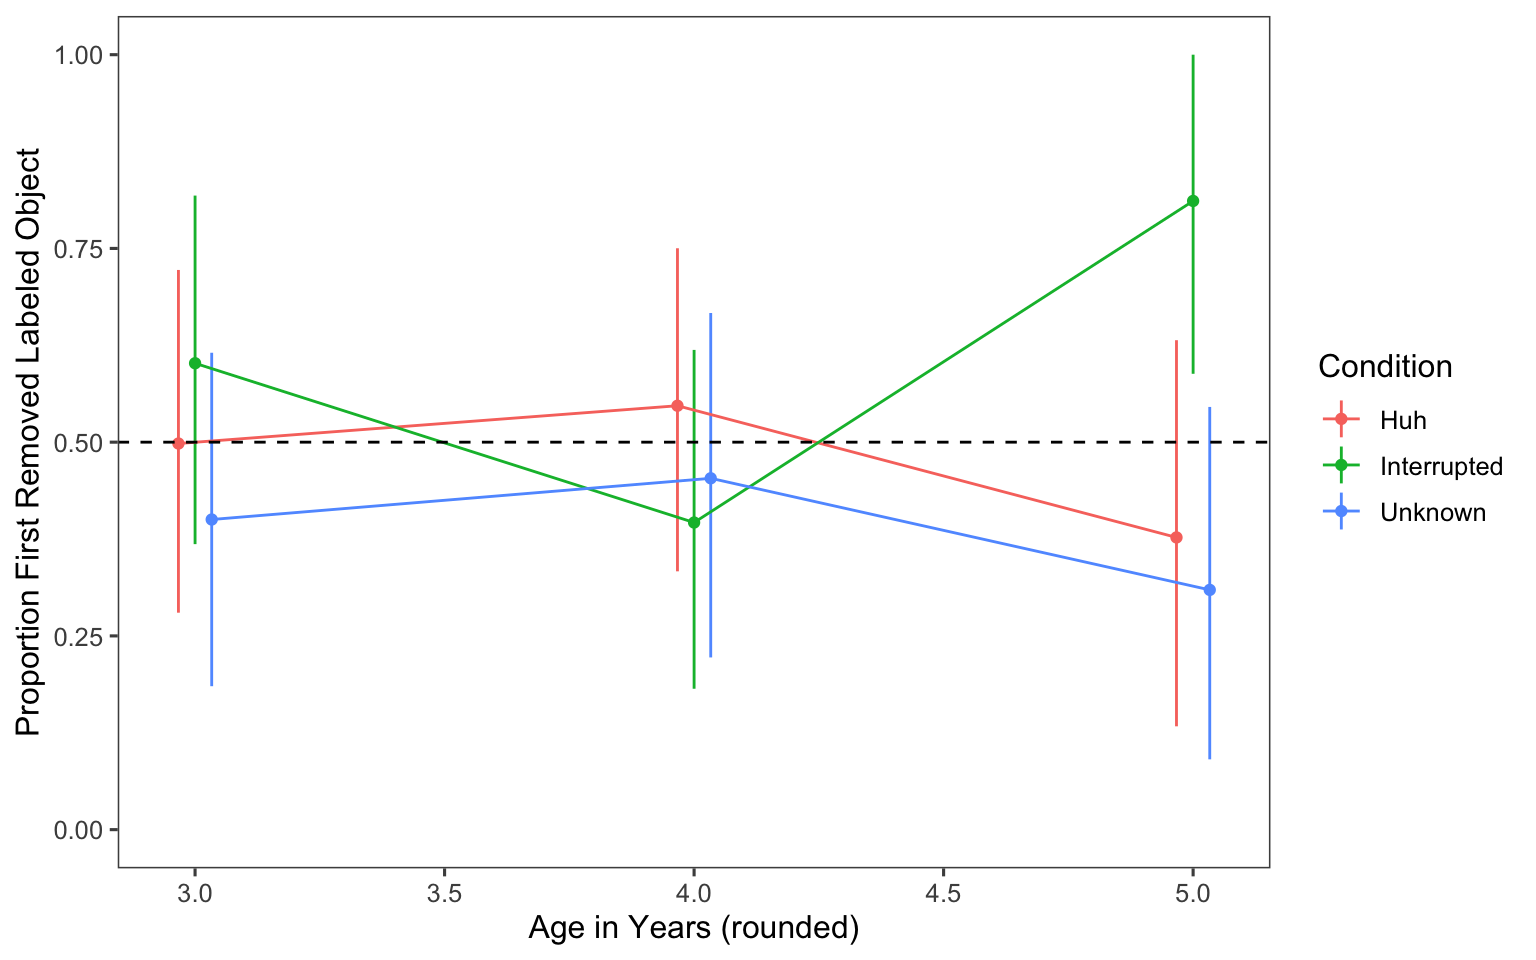 Proportion First Removed Labeled Object
1.00
0.75
0.50
0.25
0.00
3.0 3.5 4.0 4.5 5.0
Age in Years (rounded)
Condition
Huh
Interrupted
Unknown